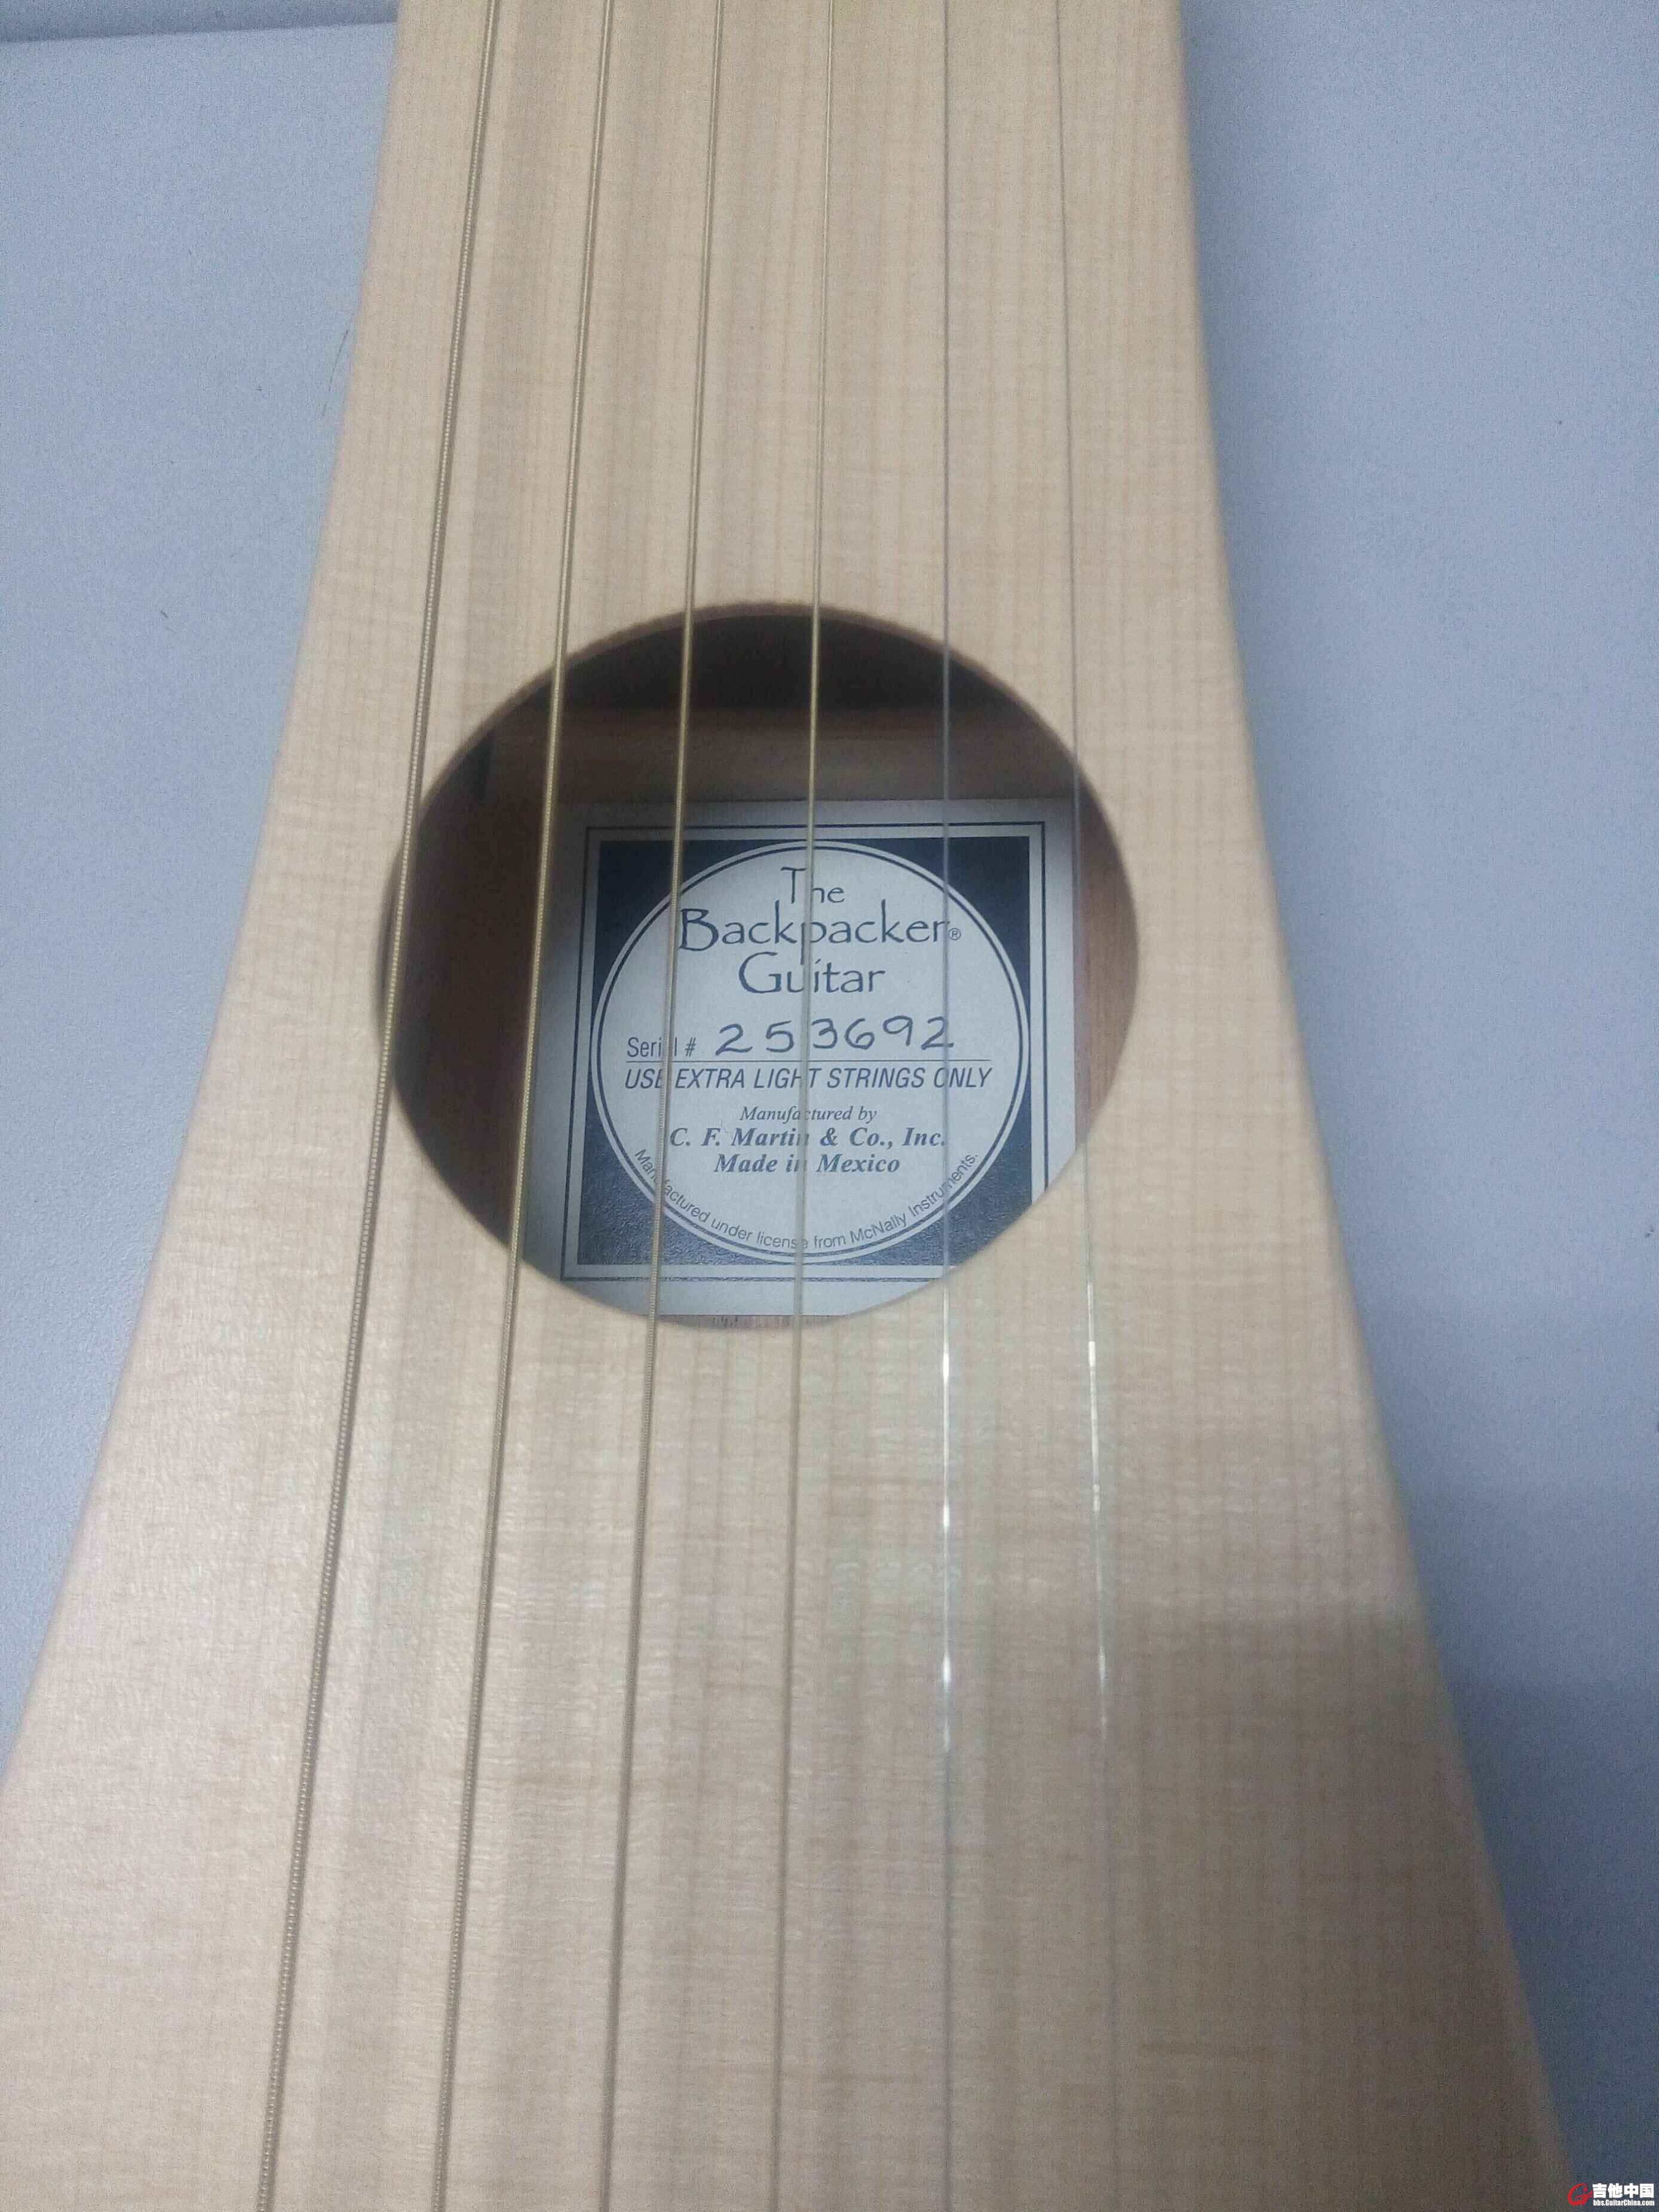 The
Backpacker®
Guitar
Serial # 253692
USE EXTRA LIGHT STRINGS ONLY
Manufactured by
C. F. Martin & Co., Inc.
Made in Mexico
Manufactured under license from McNally Instruments.
吉他中国
bbs.GuitarChina.com